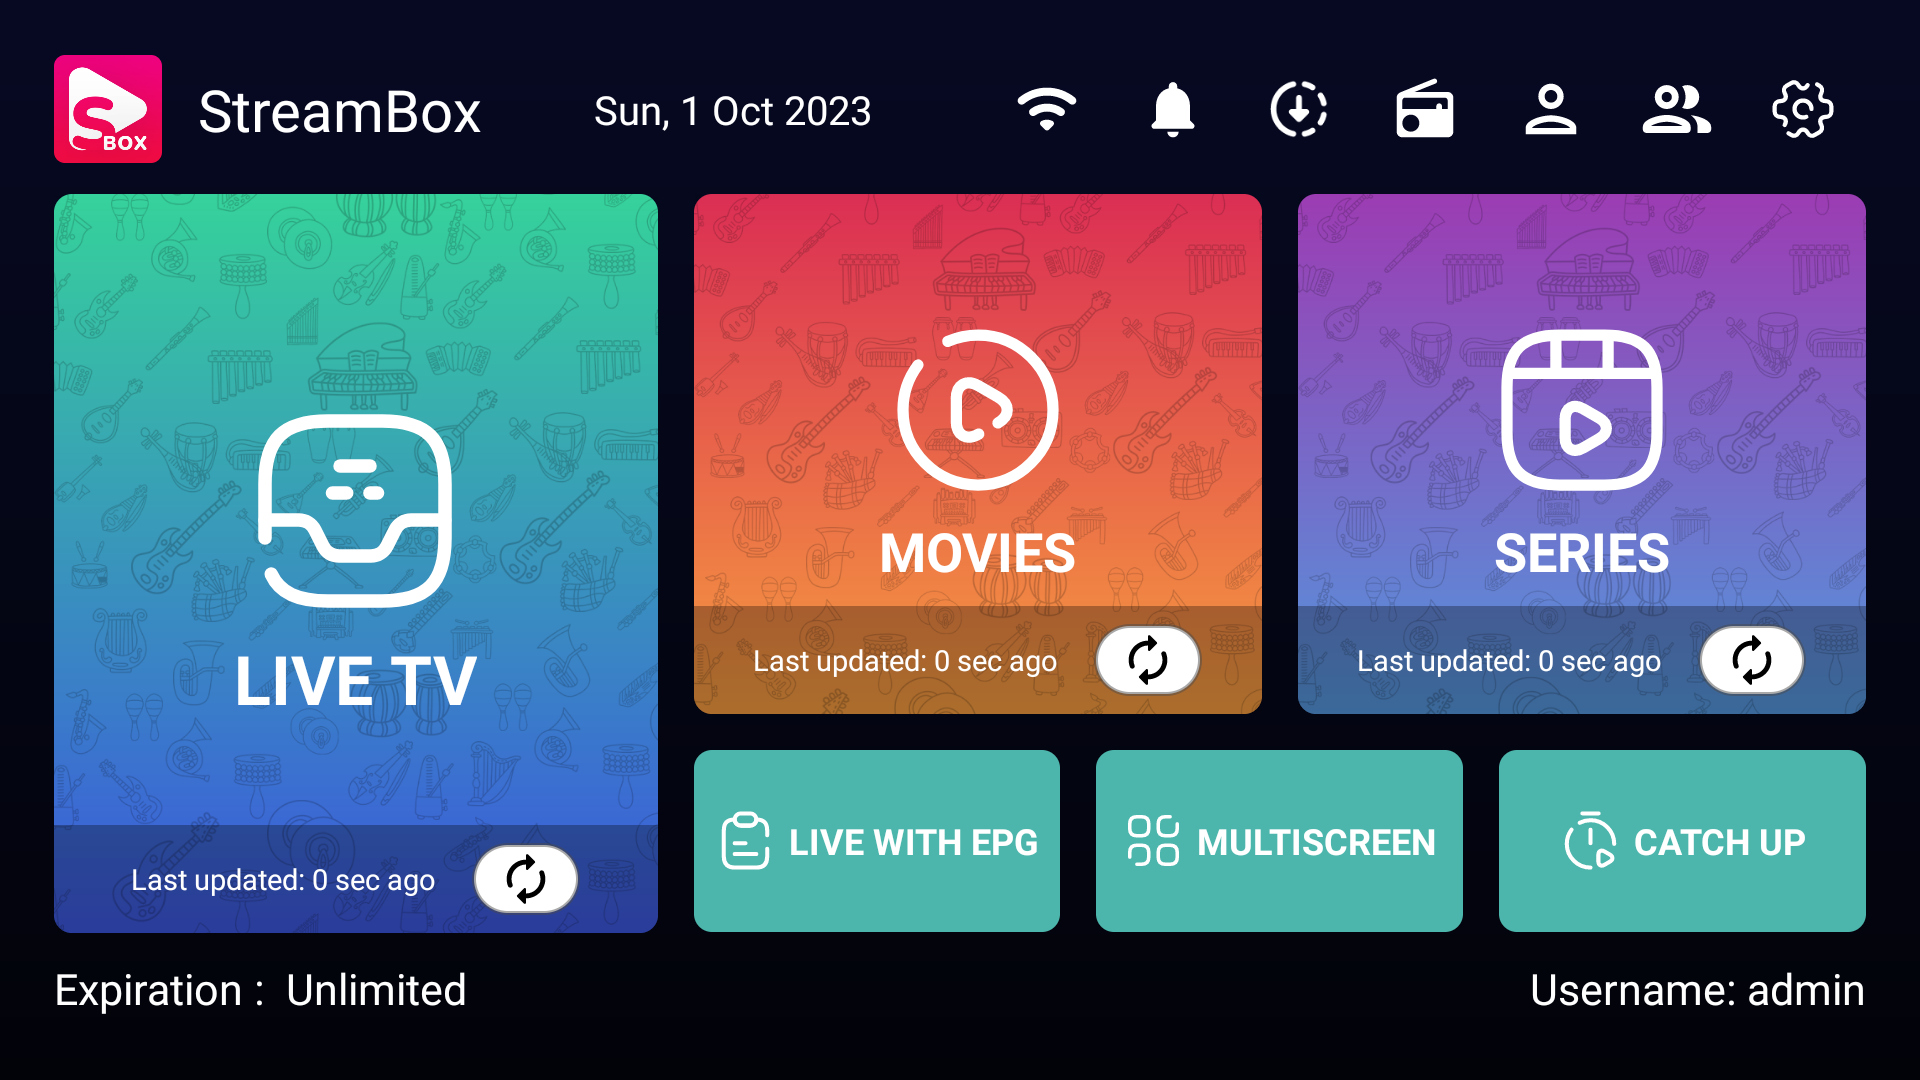 BOX
StreamBox
Sun, 1 Oct 2023
LIVE TV
Last updated: 0 sec ago
MOVIES
Last updated: 0 sec ago
SERIES
Last updated: 0 sec ago
LIVE WITH EPG
MULTISCREEN
CATCH UP
Expiration : Unlimited
Username: admin